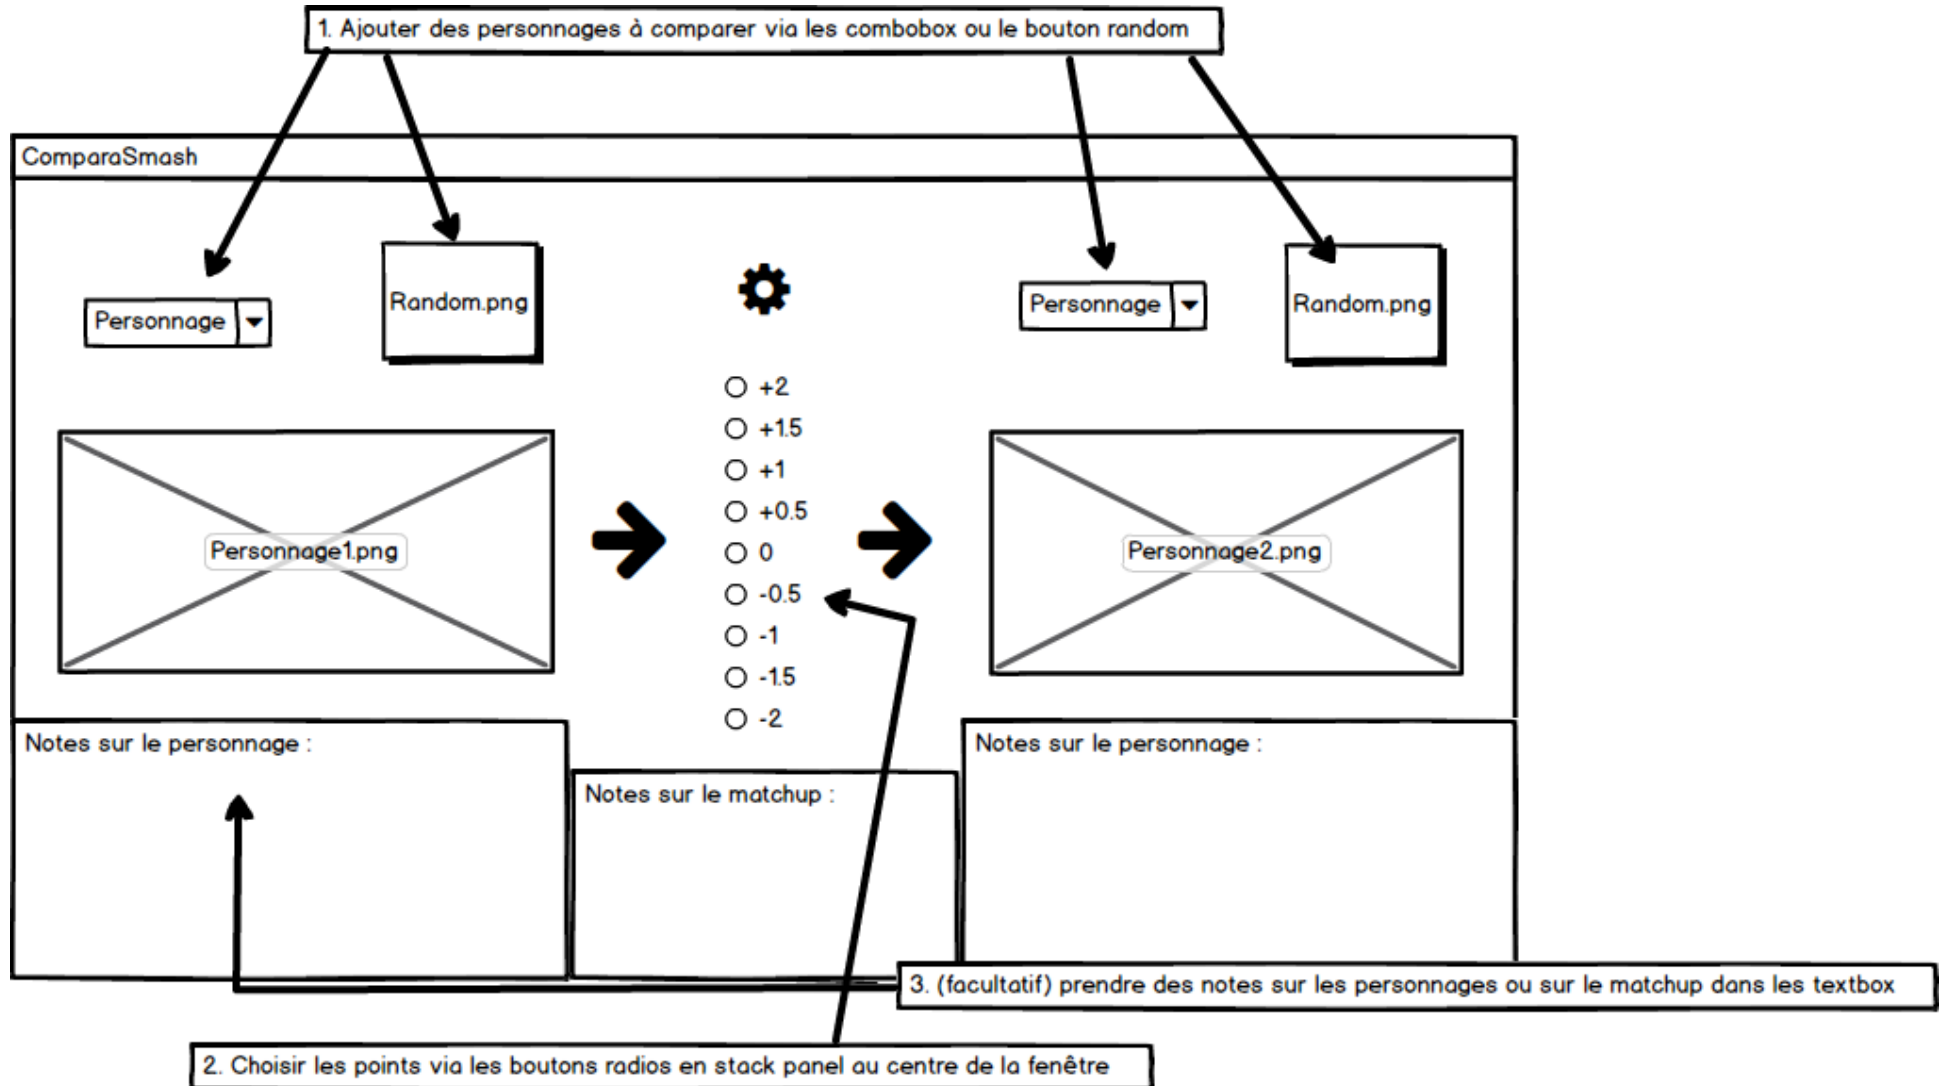 1. Ajouter des personnages à comparer via les combobox ou le bouton random
ComparaSmash
Personnage
Random.png
Personnage
Random.png
+2
+1.5
+1
+0.5
0
-0.5
-1
-1.5
-2
Personnage1.png
Personnage2.png
Notes sur le personnage :
Notes sur le matchup :
Notes sur le personnage :
3. (facultatif) prendre des notes sur les personnages ou sur le matchup dans les textbox
2. Choisir les points via les boutons radios en stack panel au centre de la fenêtre